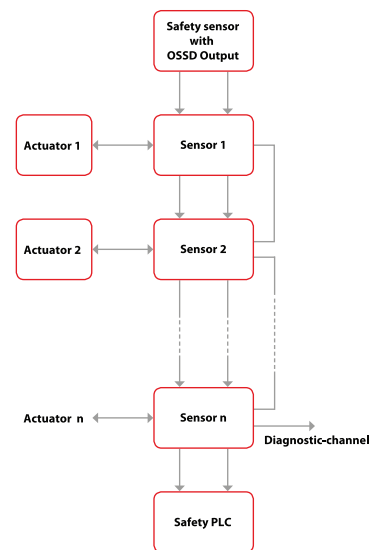 Safety sensor
with
OSSD Output
Actuator 1
Sensor 1
Actuator 2
Sensor 2
Actuator n
Sensor n
Diagnostic-channel
Safety PLC